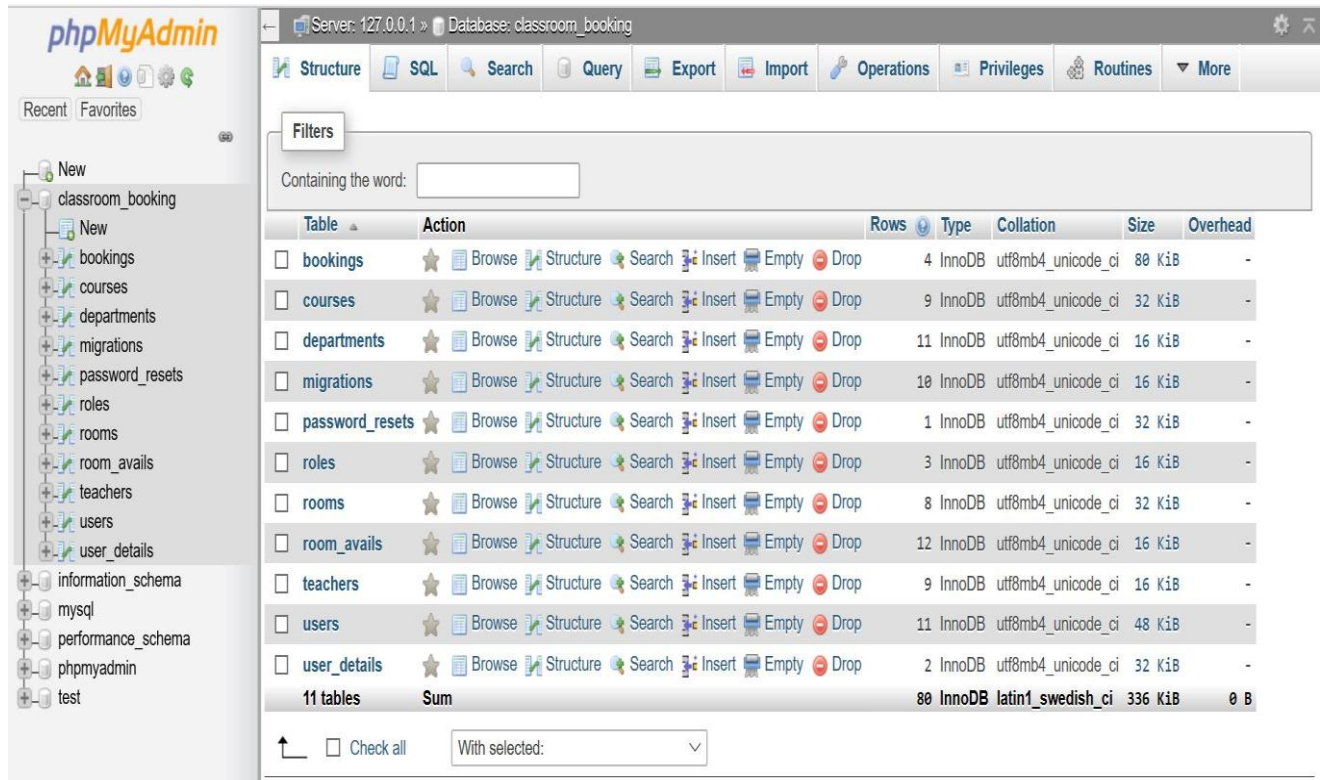 phpMyAdmin
Recent Favorites
New
classroom_booking
New
bookings
courses
departments
migrations
password_resets
roles
rooms
room_avails
teachers
users
user_details
information_schema
mysql
performance_schema
phpmyadmin
test
Server: 127.0.0.1 » Database: classroom_booking
Structure SQL Search Query Export Import Operations Privileges Routines More
Filters
Containing the word:
Table Action Rows Type Collation Size Overhead
bookings Browse Structure Search Insert Empty Drop 4 InnoDB utf8mb4_unicode_ci 80 KiB -
courses Browse Structure Search Insert Empty Drop 9 InnoDB utf8mb4_unicode_ci 32 KiB -
departments Browse Structure Search Insert Empty Drop 11 InnoDB utf8mb4_unicode_ci 16 KiB -
migrations Browse Structure Search Insert Empty Drop 10 InnoDB utf8mb4_unicode_ci 16 KiB -
password_resets Browse Structure Search Insert Empty Drop 1 InnoDB utf8mb4_unicode_ci 32 KiB -
roles Browse Structure Search Insert Empty Drop 3 InnoDB utf8mb4_unicode_ci 16 KiB -
rooms Browse Structure Search Insert Empty Drop 8 InnoDB utf8mb4_unicode_ci 32 KiB -
room_avails Browse Structure Search Insert Empty Drop 12 InnoDB utf8mb4_unicode_ci 16 KiB -
teachers Browse Structure Search Insert Empty Drop 9 InnoDB utf8mb4_unicode_ci 16 KiB -
users Browse Structure Search Insert Empty Drop 11 InnoDB utf8mb4_unicode_ci 48 KiB -
user_details Browse Structure Search Insert Empty Drop 2 InnoDB utf8mb4_unicode_ci 32 KiB -
11 tables Sum 80 InnoDB latin1_swedish_ci 336 KiB 0 B
Check all With selected: